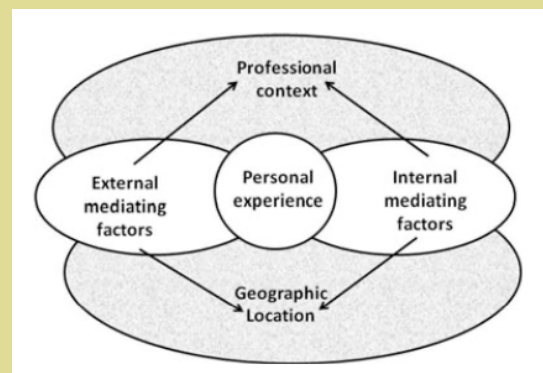 Professional
context
External
mediating
factors
Personal
experience
Internal
mediating
factors
Geographic
Location